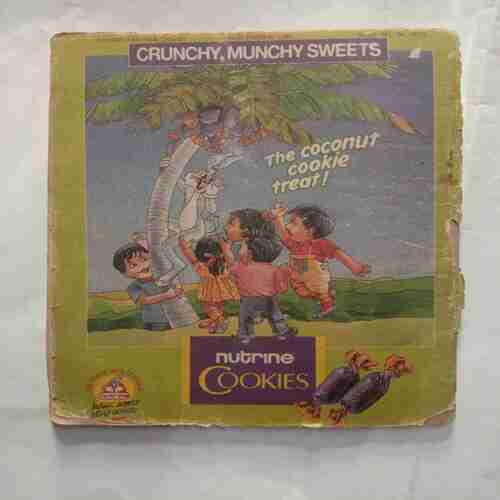 CRUNCHY, MUNCHY SWEETS
The coconut
cookie
treat!
nutrine
COOKIES